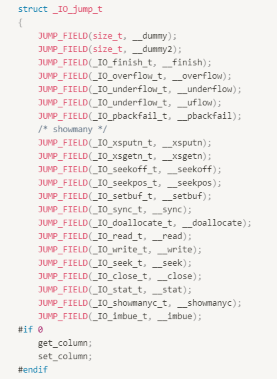 struct _IO_jump_t
{
    JUMP_FIELD(size_t, __dummy);
    JUMP_FIELD(size_t, __dummy2);
    JUMP_FIELD(_IO_finish_t, __finish);
    JUMP_FIELD(_IO_overflow_t, __overflow);
    JUMP_FIELD(_IO_underflow_t, __underflow);
    JUMP_FIELD(_IO_underflow_t, __uflow);
    JUMP_FIELD(_IO_pbackfail_t, __pbackfail);
    /* showmany */
    JUMP_FIELD(_IO_xsputn_t, __xsputn);
    JUMP_FIELD(_IO_xsgetn_t, __xsgetn);
    JUMP_FIELD(_IO_seekoff_t, __seekoff);
    JUMP_FIELD(_IO_seekpos_t, __seekpos);
    JUMP_FIELD(_IO_setbuf_t, __setbuf);
    JUMP_FIELD(_IO_sync_t, __sync);
    JUMP_FIELD(_IO_doallocate_t, __doallocate);
    JUMP_FIELD(_IO_read_t, __read);
    JUMP_FIELD(_IO_write_t, __write);
    JUMP_FIELD(_IO_seek_t, __seek);
    JUMP_FIELD(_IO_close_t, __close);
    JUMP_FIELD(_IO_stat_t, __stat);
    JUMP_FIELD(_IO_showmanyc_t, __showmanyc);
    JUMP_FIELD(_IO_imbue_t, __imbue);
#if 0
    get_column;
    set_column;
#endif